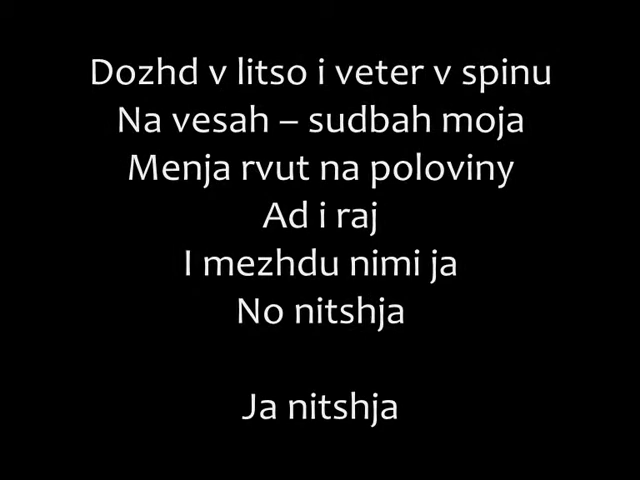 Dozhd v litso i veter v spinu
Na vesah – sudbah moja
Menja rvut na poloviny
Ad i raj
I mezhdu nimi ja
No nitshja
Ja nitshja